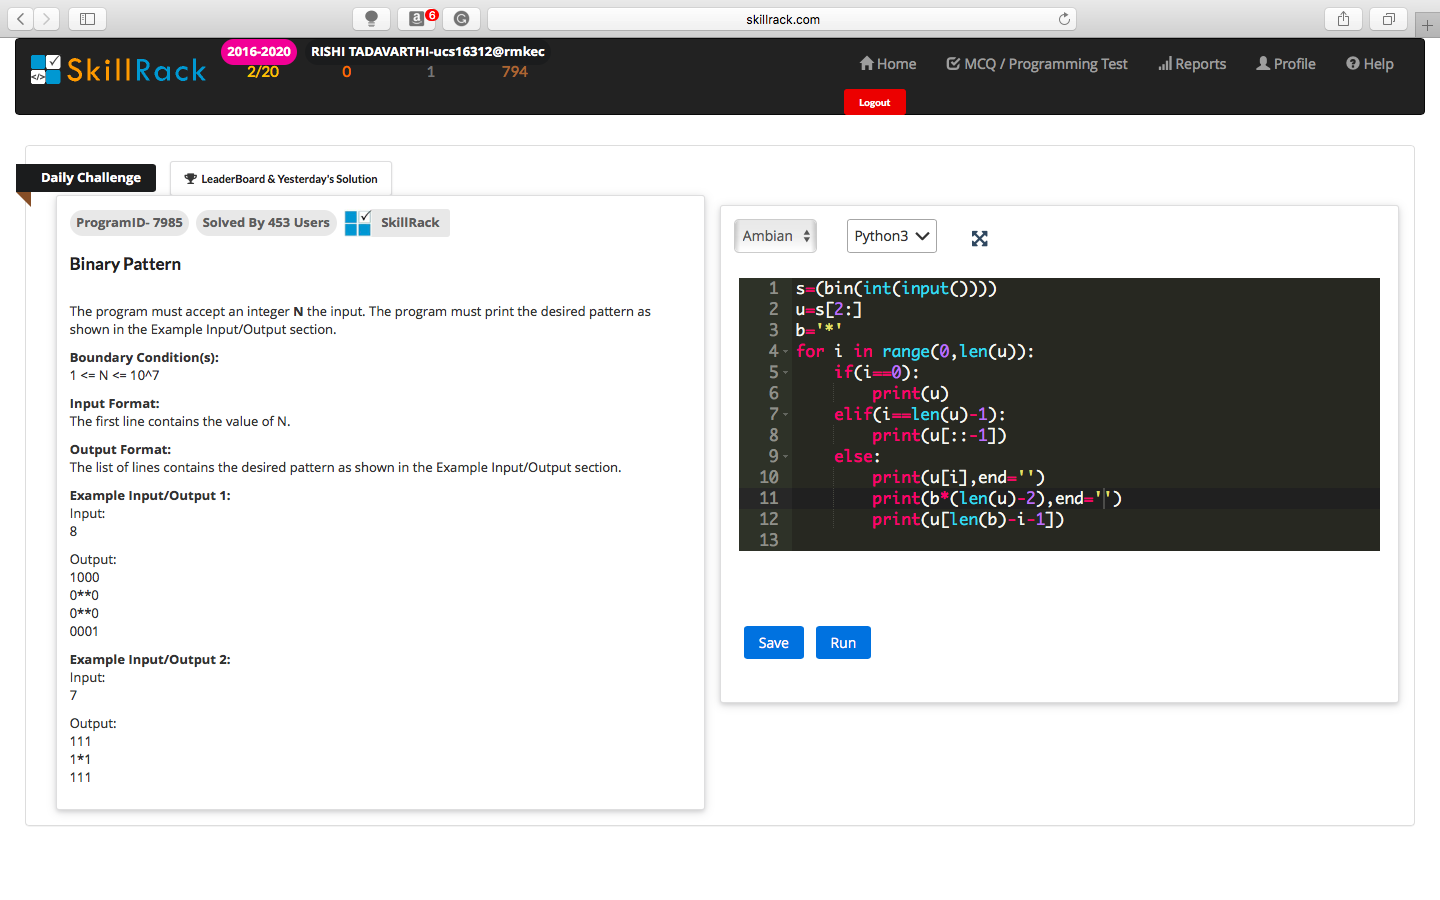 skillrack.com
6
SkillRack
2016-2020
RISHI TADAVARTHI-ucs16312@rmkec
2/20
0
1
794
Home
MCQ / Programming Test
Reports
Profile
Help
Logout
Daily Challenge
LeaderBoard & Yesterday's Solution
ProgramID- 7985
Solved By 453 Users
SkillRack
Binary Pattern
The program must accept an integer N the input. The program must print the desired pattern as
shown in the Example Input/Output section.
Boundary Condition(s):
1 <= N <= 10^7
Input Format:
The first line contains the value of N.
Output Format:
The list of lines contains the desired pattern as shown in the Example Input/Output section.
Example Input/Output 1:
Input:
8
Output:
1000
0**0
0**0
0001
Example Input/Output 2:
Input:
7
Output:
111
1*1
111
Ambian
Python3
1 s=(bin(int(input())))
2 u=s[2:]
3 b='*'
4 for i in range(0,len(u)):
5     if(i==0):
6         print(u)
7     elif(i==len(u)-1):
8         print(u[::-1])
9     else:
10         print(u[i],end='')
11         print(b*(len(u)-2),end='')
12         print(u[len(b)-i-1])
13
Save
Run